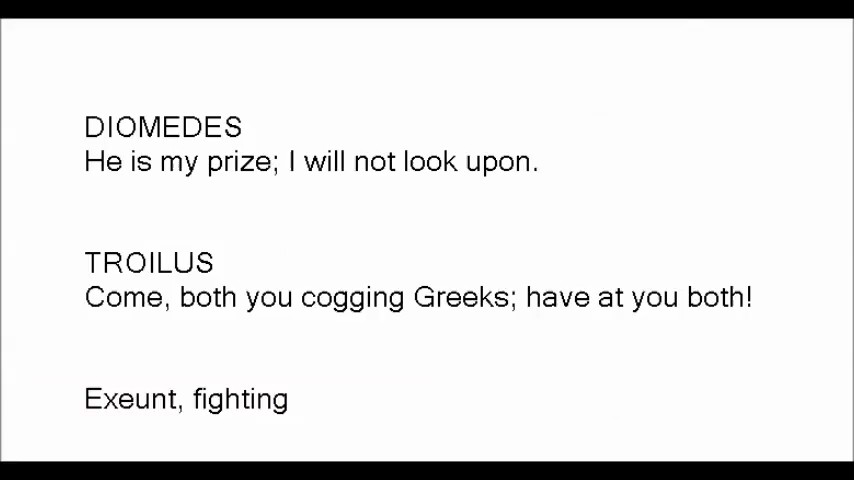 DIOMEDES
He is my prize; I will not look upon.
TROILUS
Come, both you cogging Greeks; have at you both!
Exeunt, fighting